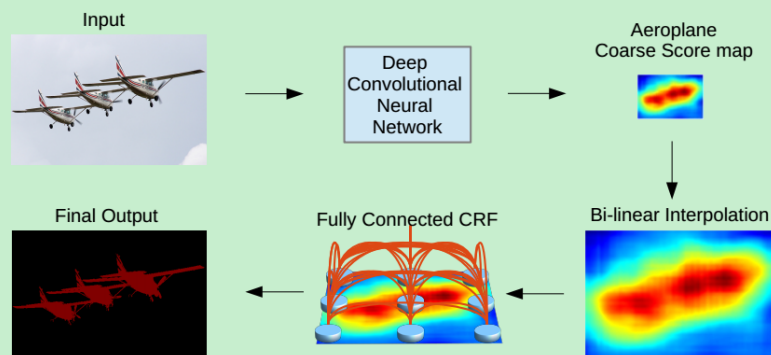 Input
Deep
Convolutional
Neural
Network
Aeroplane
Coarse Score map
Final Output
Fully Connected CRF
Bi-linear Interpolation